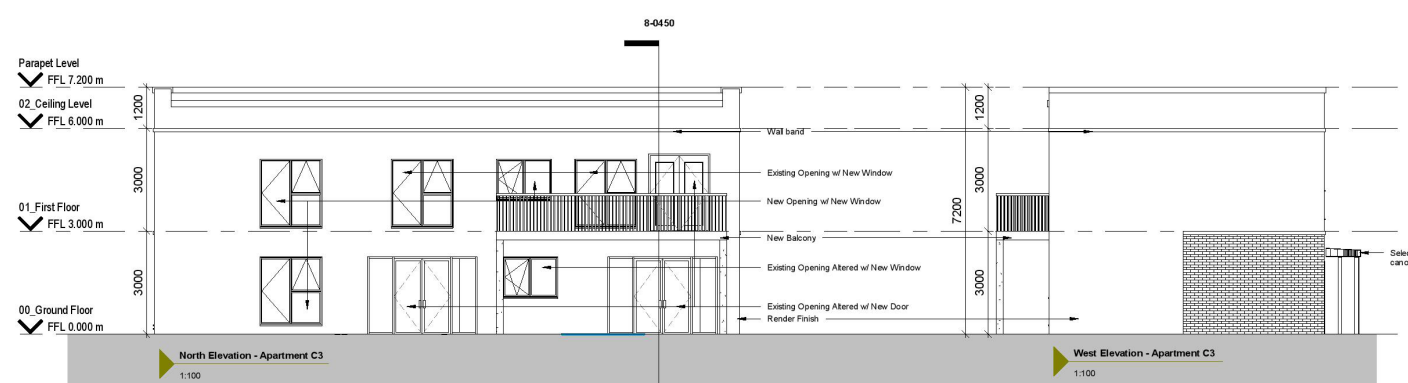 8-0450
Parapet Level
FFL 7.200 m
02_Ceiling Level
FFL 6.000 m
01_First Floor
FFL 3.000 m
00_Ground Floor
FFL 0.000 m
1200
3000
3000
Wall band
Existing Opening w/ New Window
New Opening w/ New Window
New Balcony
Existing Opening Altered w/ New Window
Existing Opening Altered w/ New Door
Render Finish
7200
1200
3000
3000
Selec
cano
North Elevation - Apartment C3
1:100
West Elevation - Apartment C3
1:100